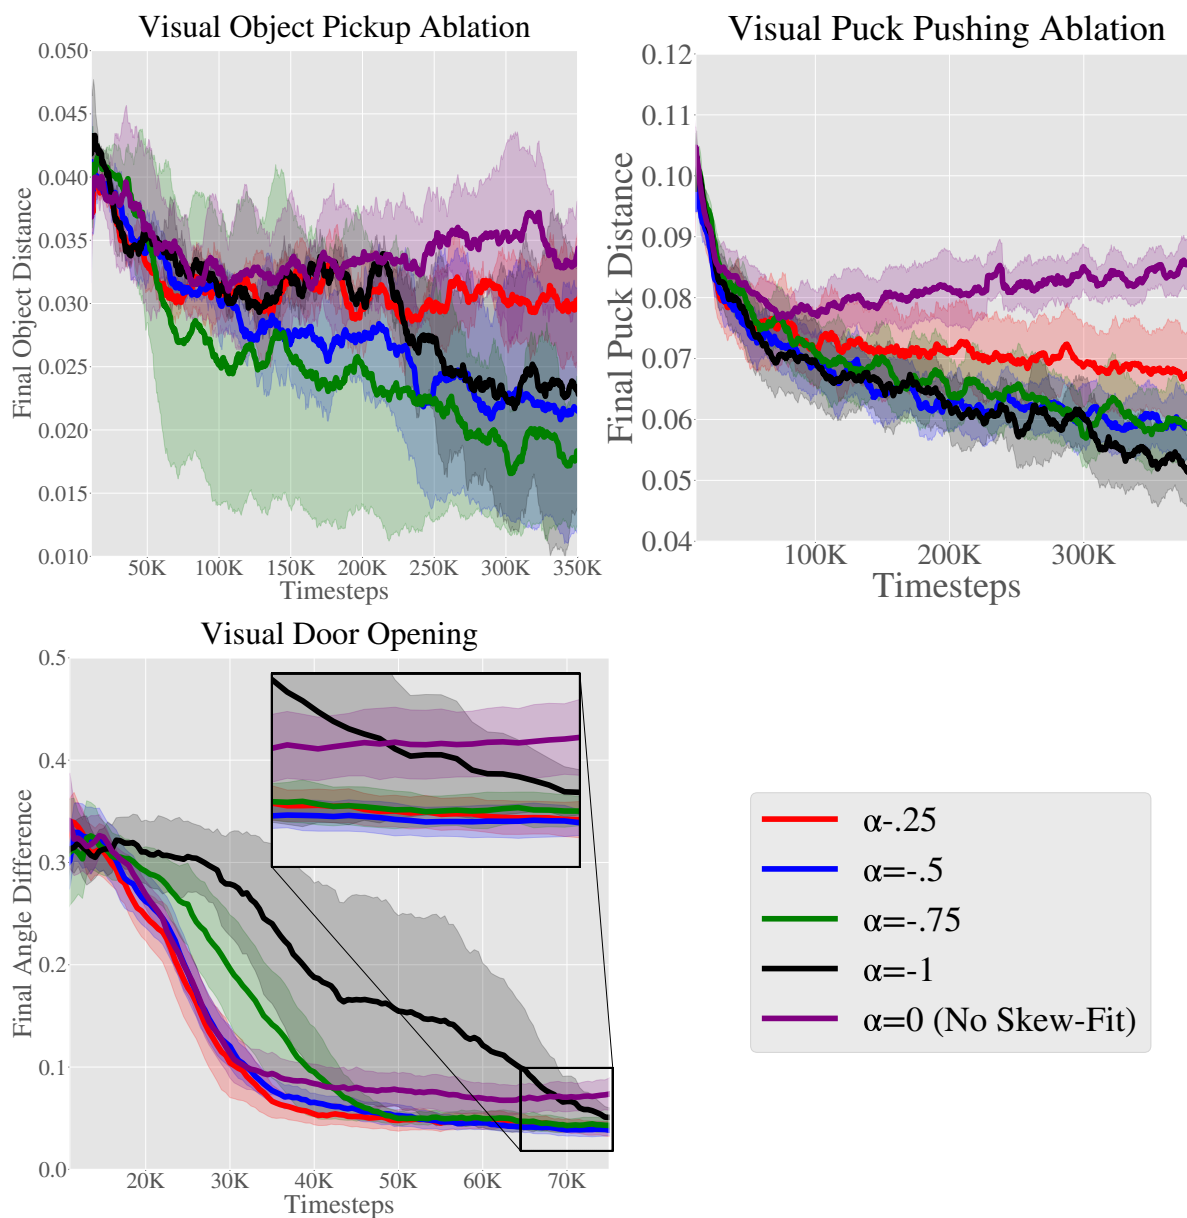 Visual Object Pickup Ablation
0.050
0.045
0.040
0.035
0.030
0.025
0.020
0.015
0.010
Final Object Distance
50K 100K 150K 200K 250K 300K 350K
Timesteps
Visual Puck Pushing Ablation
0.12
0.11
0.10
0.09
0.08
0.07
0.06
0.05
0.04
Final Puck Distance
100K 200K 300K
Timesteps
Visual Door Opening
0.5
0.4
0.3
0.2
0.1
0.0
Final Angle Difference
20K 30K 40K 50K 60K 70K
Timesteps
α-.25
α=-.5
α=-.75
α=-1
α=0 (No Skew-Fit)